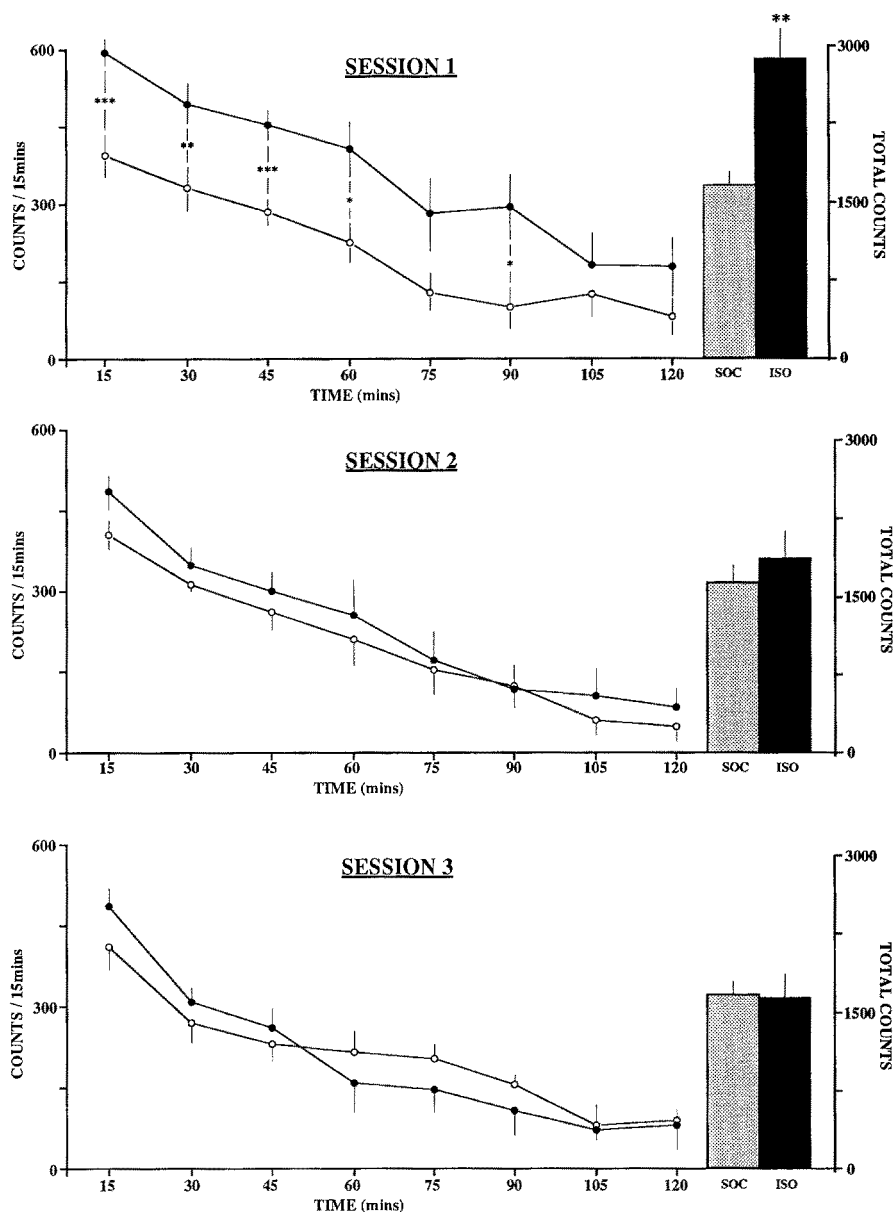 SESSION 1
**
600
300
0
COUNTS / 15mins
***
**
***
*
*
15 30 45 60 75 90 105 120
TIME (mins)
SOC ISO
3000
1500
0
TOTAL COUNTS
SESSION 2
600
300
0
COUNTS / 15mins
15 30 45 60 75 90 105 120
TIME (mins)
SOC ISO
3000
1500
0
TOTAL COUNTS
SESSION 3
600
300
0
COUNTS / 15mins
15 30 45 60 75 90 105 120
TIME (mins)
SOC ISO
3000
1500
0
TOTAL COUNTS